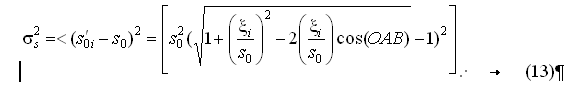 σ_s^2 =< (s'_{0i} − s_0)^2 = [ s_0^2 ( √(1 + (ξ_i / s_0)^2 − 2 (ξ_i / s_0) cos(OAB)) − 1)^2 ] . → (13)¶